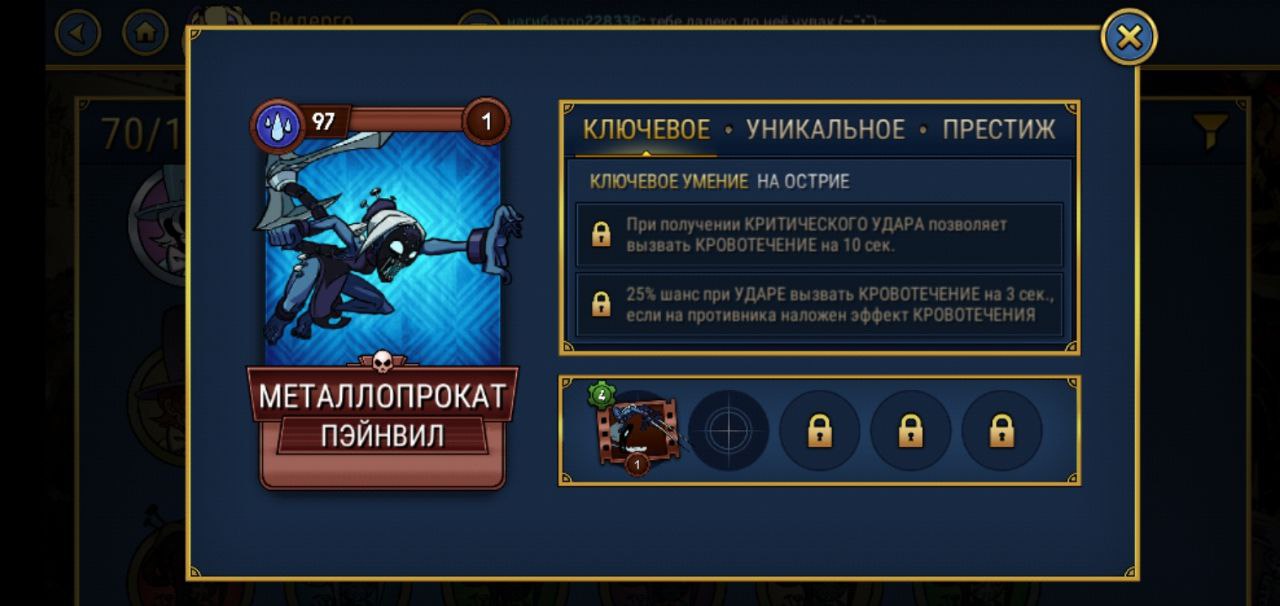 Видерго
нагибатор22833Р: тебе далеко до неё чувак (~˘▾˘)~
70/1
97
1
КЛЮЧЕВОЕ • УНИКАЛЬНОЕ • ПРЕСТИЖ
КЛЮЧЕВОЕ УМЕНИЕ НА ОСТРИЕ
При получении КРИТИЧЕСКОГО УДАРА позволяет
вызвать КРОВОТЕЧЕНИЕ на 10 сек.
25% шанс при УДАРЕ вызвать КРОВОТЕЧЕНИЕ на 3 сек.,
если на противника наложен эффект КРОВОТЕЧЕНИЯ
МЕТАЛЛОПРОКАТ
ПЭЙНВИЛ
4
1